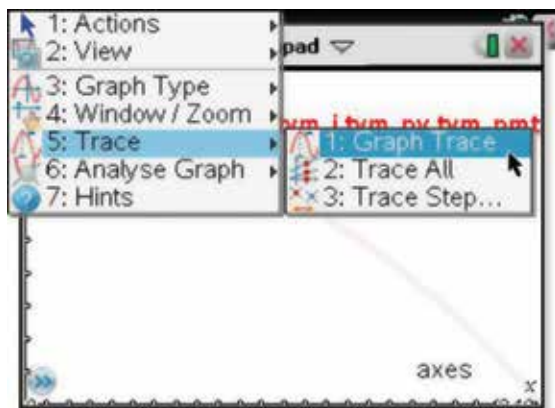 1: Actions
2: View
3: Graph Type
4: Window / Zoom
5: Trace
6: Analyse Graph
7: Hints
pad
1: Graph Trace
2: Trace All
3: Trace Step...
axes
x